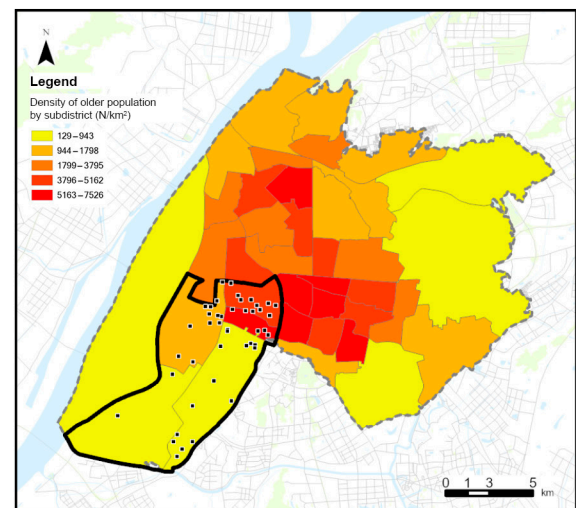 N
Legend
Density of older population
by subdistrict (N/km²)
129–943
944–1798
1799–3795
3796–5162
5163–7526
0 1 3 5
km